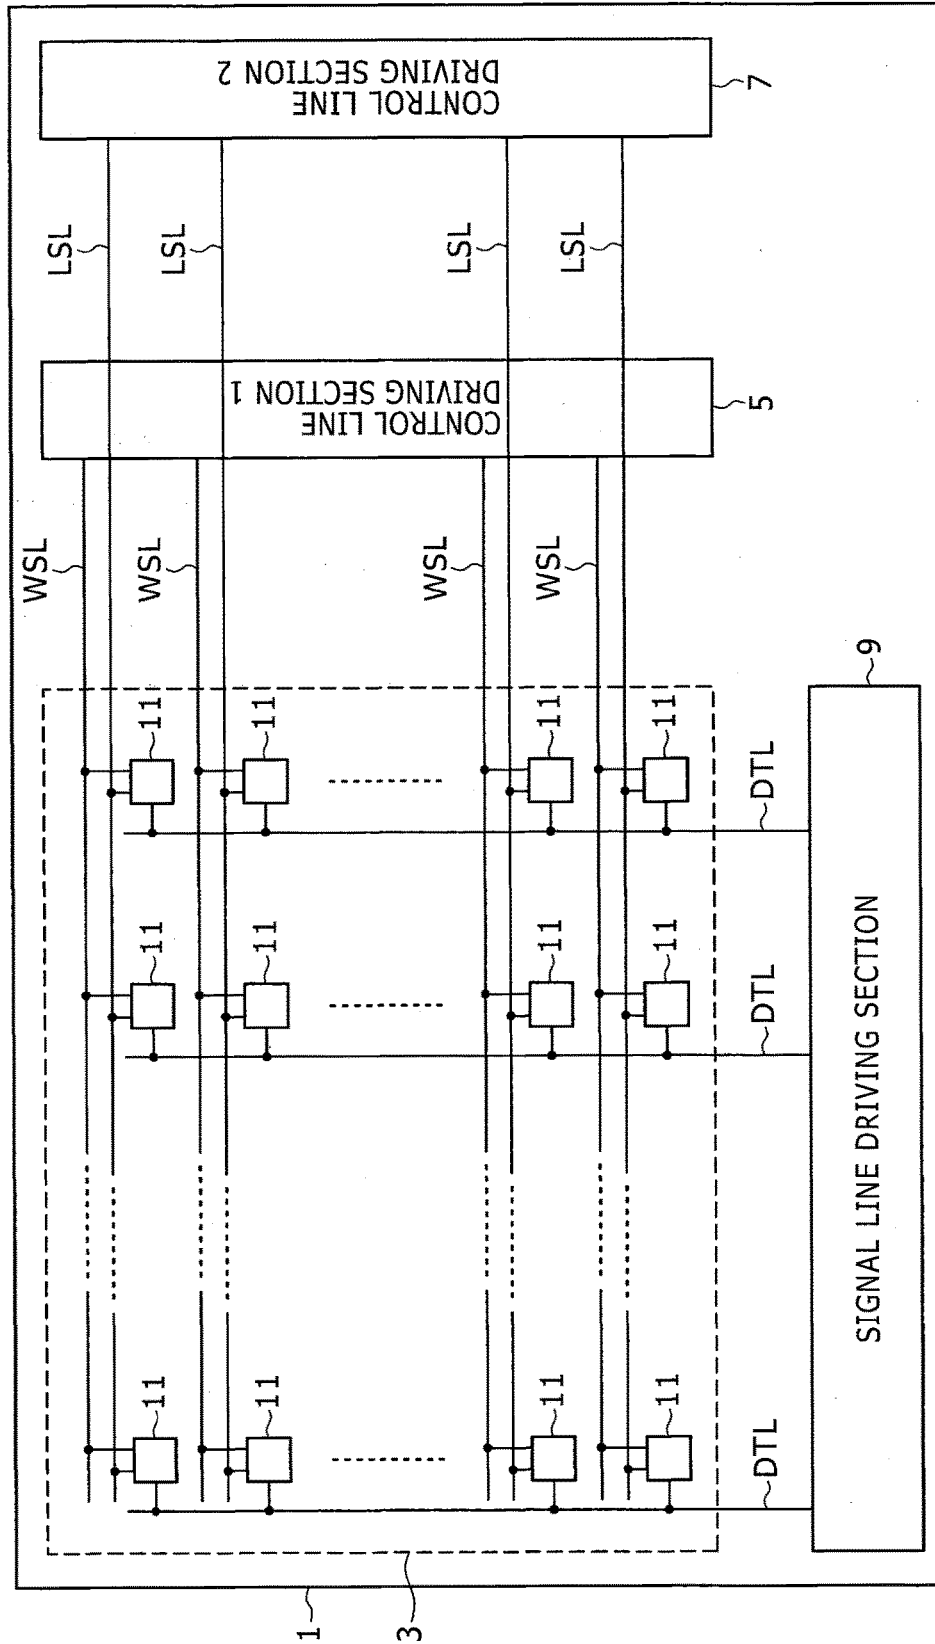 CONTROL LINE
DRIVING SECTION 2
7
LSL
LSL
LSL
LSL
CONTROL LINE
DRIVING SECTION 1
5
WSL
WSL
WSL
WSL
9
11
11
11
11
DTL
11
11
11
11
DTL
SIGNAL LINE DRIVING SECTION
11
11
11
11
DTL
1
3